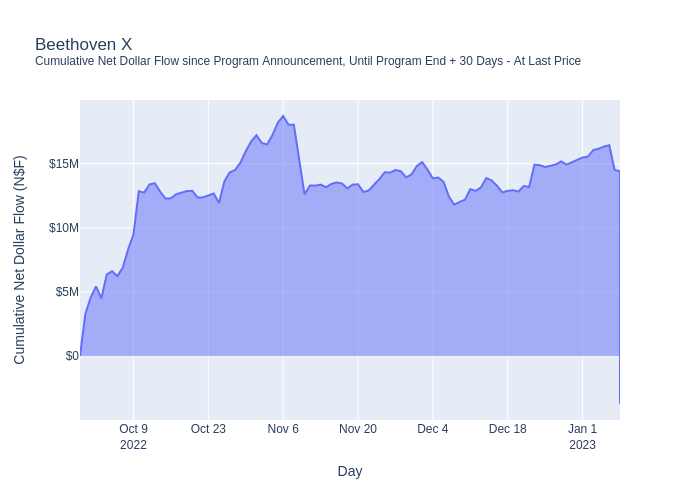 Beethoven X
Cumulative Net Dollar Flow since Program Announcement, Until Program End + 30 Days - At Last Price
Cumulative Net Dollar Flow (N$F)
$15M
$10M
$5M
$0
Oct 9
2022
Oct 23
Nov 6
Nov 20
Dec 4
Dec 18
Jan 1
2023
Day